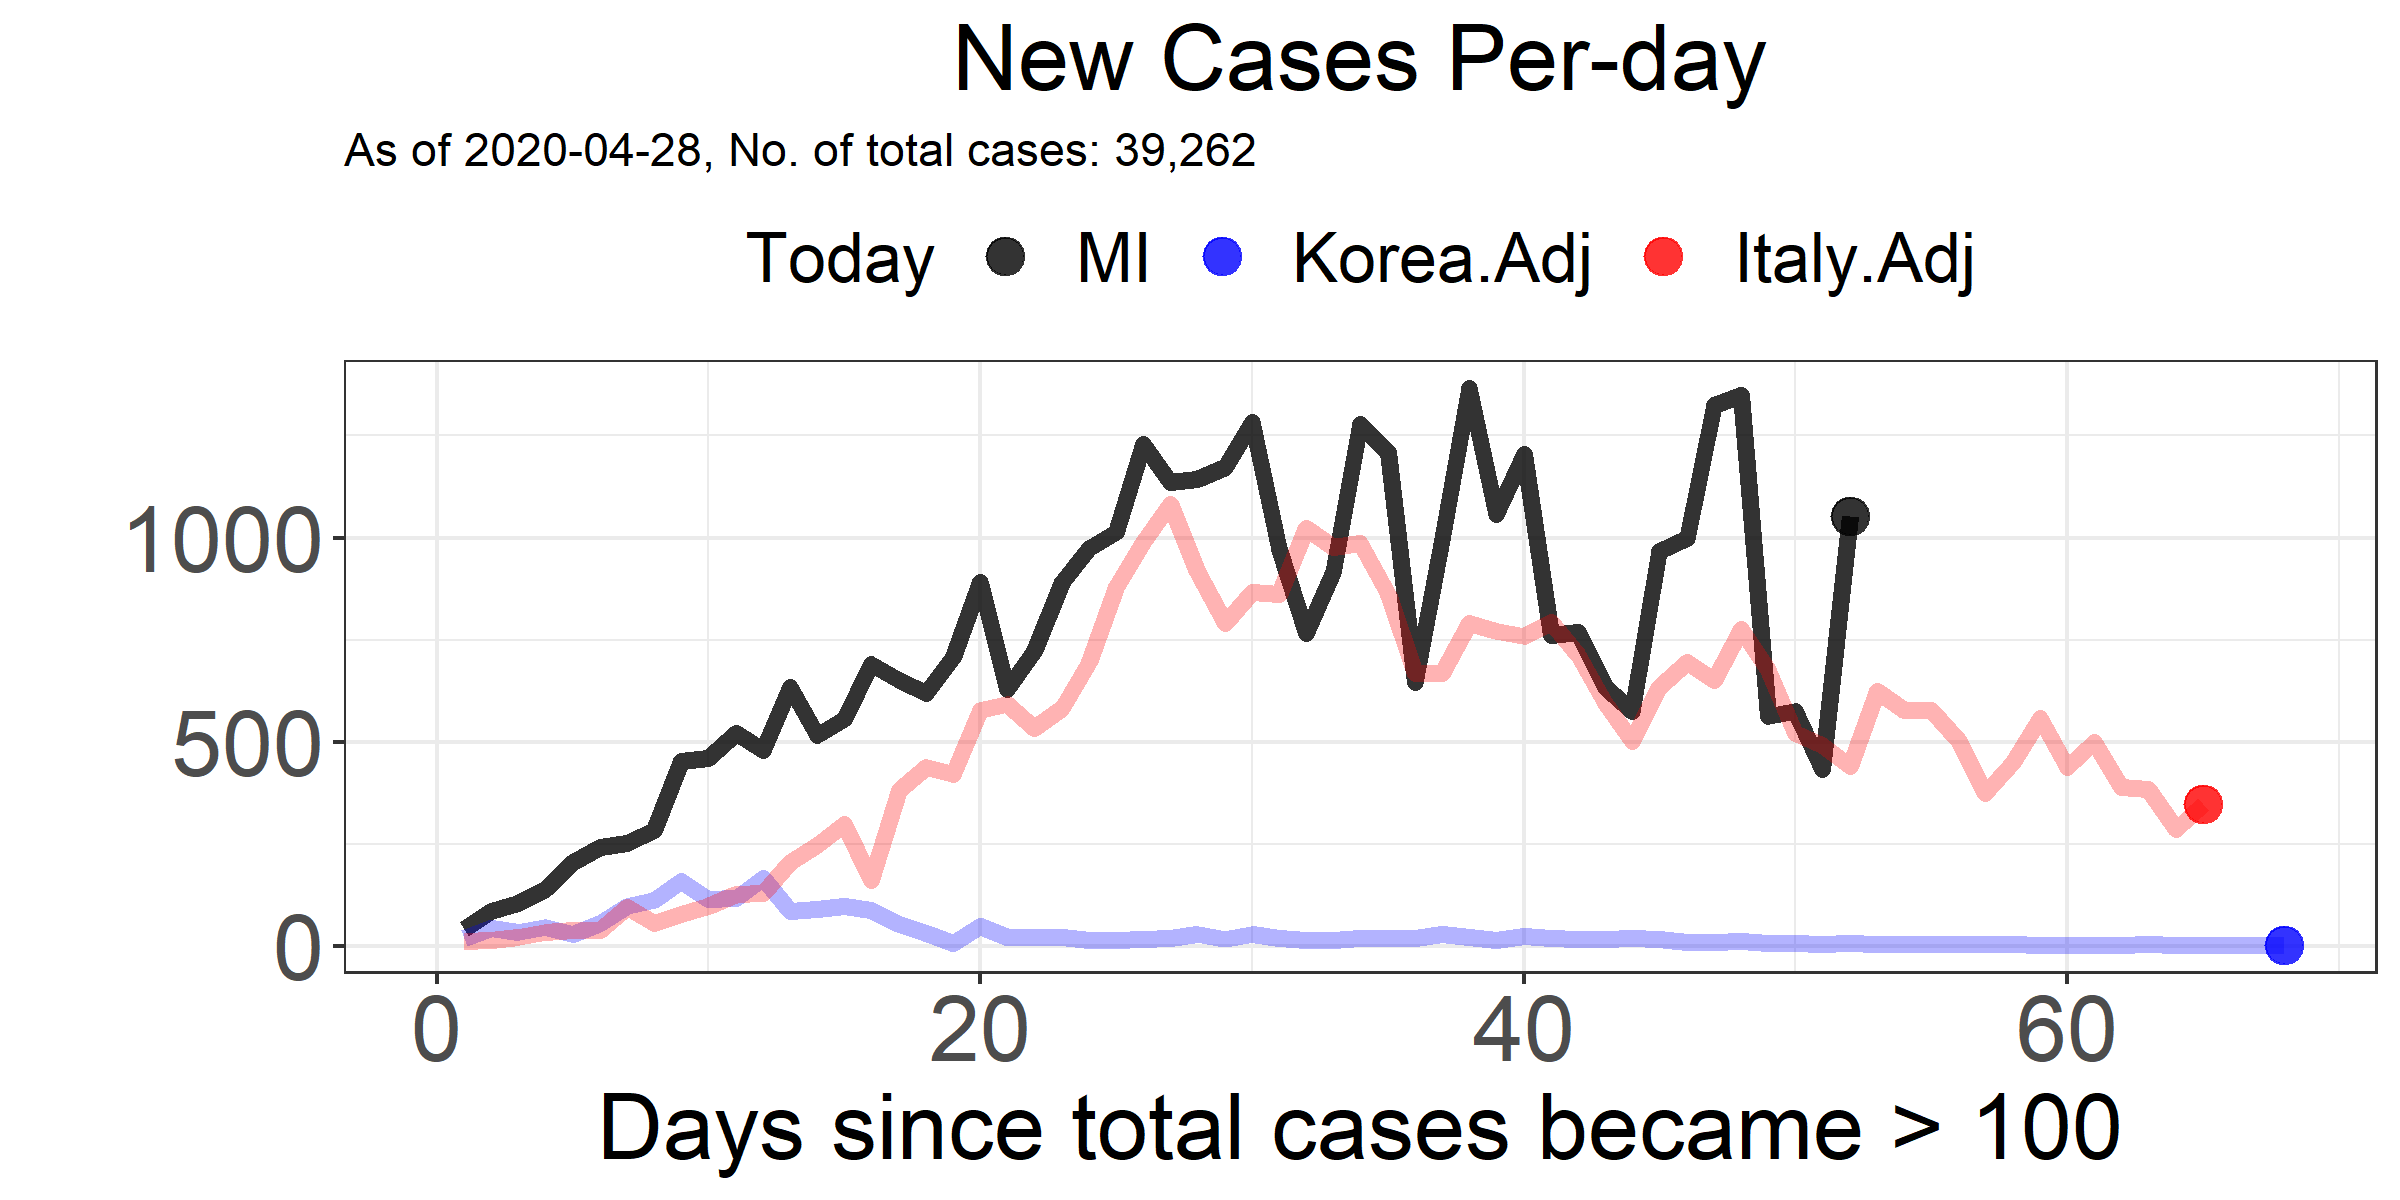 New Cases Per-day
As of 2020-04-28, No. of total cases: 39,262
Today MI Korea.Adj Italy.Adj
1000
500
0
0 20 40 60
Days since total cases became > 100